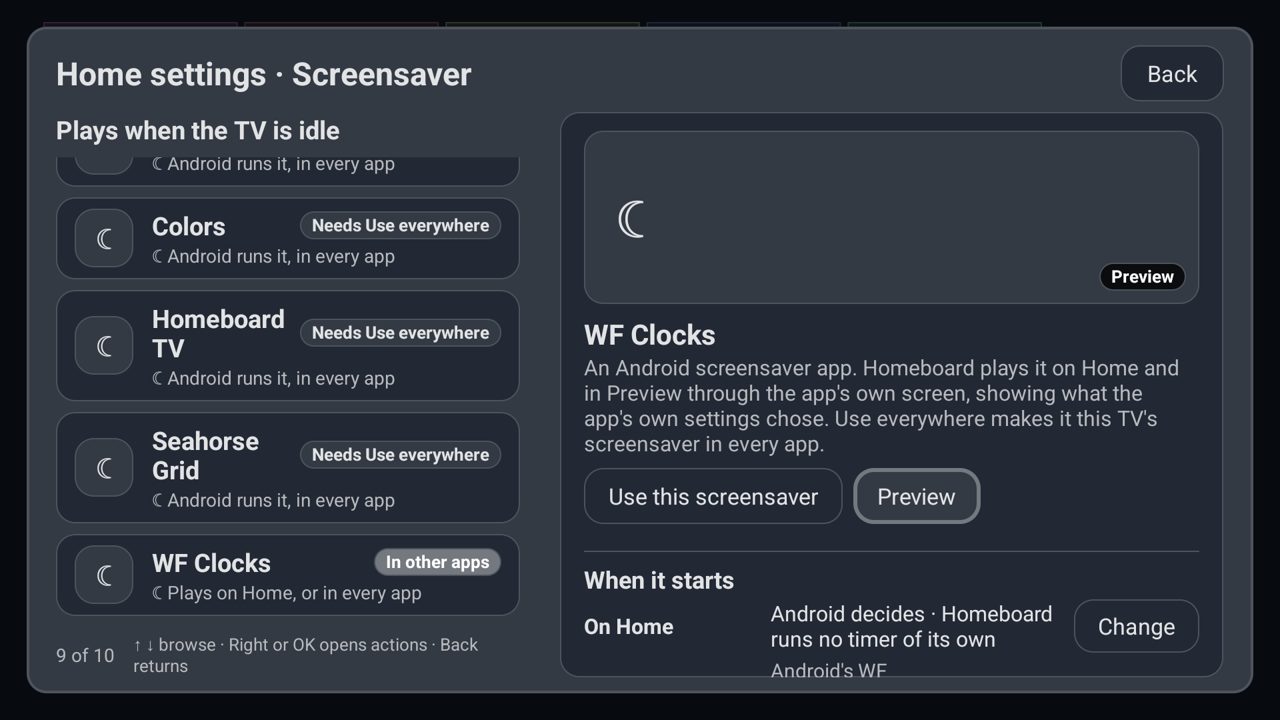 Home settings · Screensaver
Back
Plays when the TV is idle
Android runs it, in every app
Colors
Needs Use everywhere
Android runs it, in every app
Homeboard
TV
Needs Use everywhere
Android runs it, in every app
Seahorse
Grid
Needs Use everywhere
Android runs it, in every app
WF Clocks
In other apps
Plays on Home, or in every app
9 of 10
↑ ↓ browse · Right or OK opens actions · Back
returns
Preview
WF Clocks
An Android screensaver app. Homeboard plays it on Home and
in Preview through the app's own screen, showing what the
app's own settings chose. Use everywhere makes it this TV's
screensaver in every app.
Use this screensaver
Preview
When it starts
On Home
Android decides · Homeboard
runs no timer of its own
Change
Android's WF